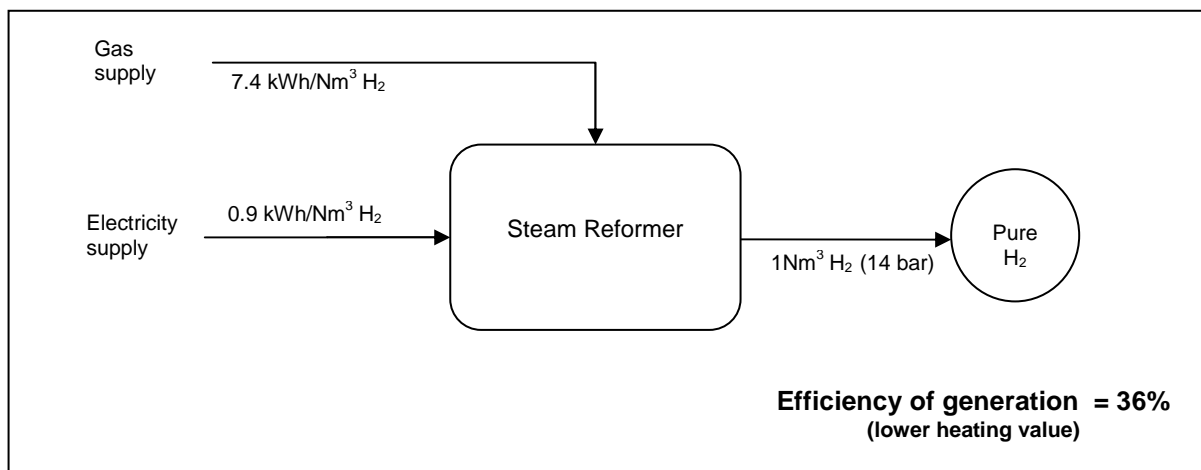 Gas
supply
7.4 kWh/Nm³ H₂
Electricity
supply
0.9 kWh/Nm³ H₂
Steam Reformer
1Nm³ H₂ (14 bar)
Pure
H₂
Efficiency of generation = 36%
(lower heating value)